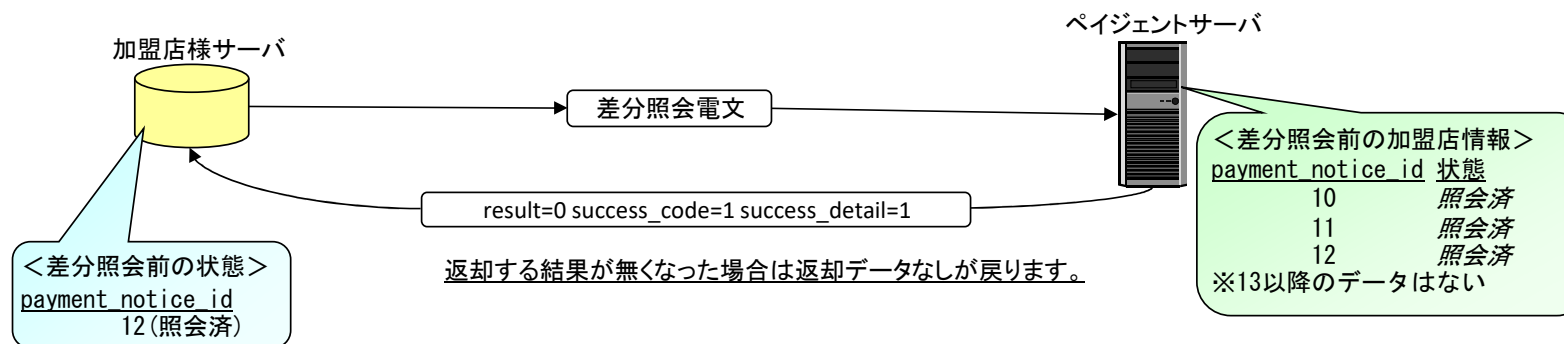 加盟店様サーバ
ペイジェントサーバ
差分照会電文
<差分照会前の加盟店情報>
payment_notice_id 状態
10 照会済
11 照会済
12 照会済
※13以降のデータはない
result=0 success_code=1 success_detail=1
返却する結果が無くなった場合は返却データなしが戻ります。
<差分照会前の状態>
payment_notice_id
12(照会済)